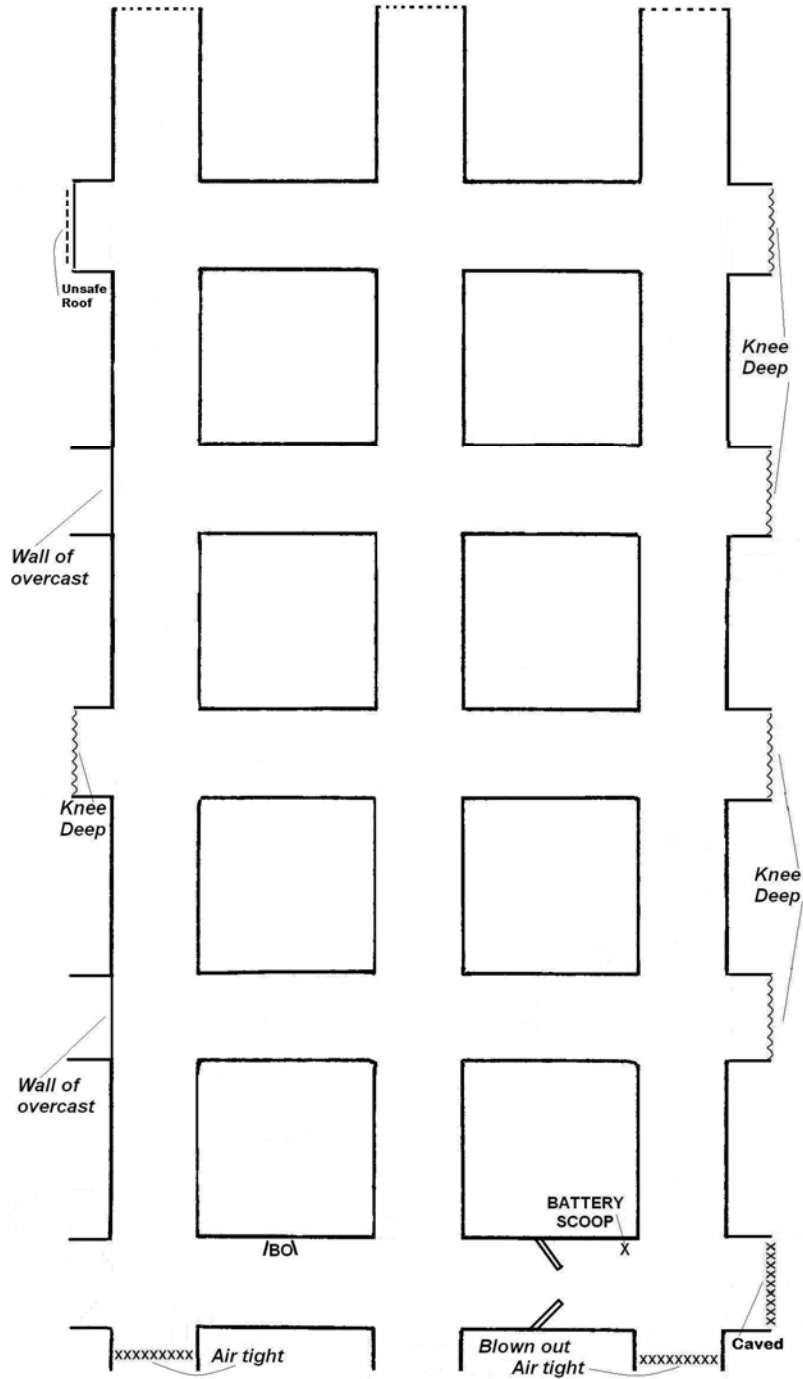 Unsafe
Roof
Knee
Deep
Wall of
overcast
Knee
Deep
Knee
Deep
Wall of
overcast
BATTERY
SCOOP
X
/BO\
XXXXXXXXX
Air tight
Blown out
Air tight
XXXXXXXXX
XXXXXXXXXX
Caved